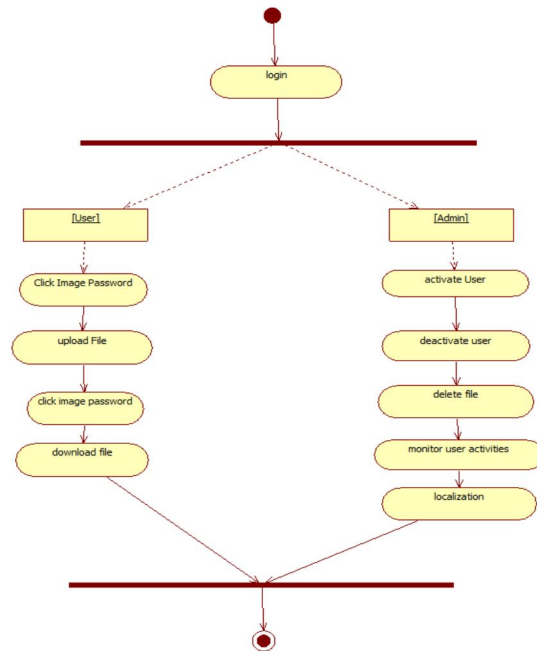 login
[User]
[Admin]
Click Image Password
activate User
upload File
deactivate user
click image password
delete file
download file
monitor user activities
localization